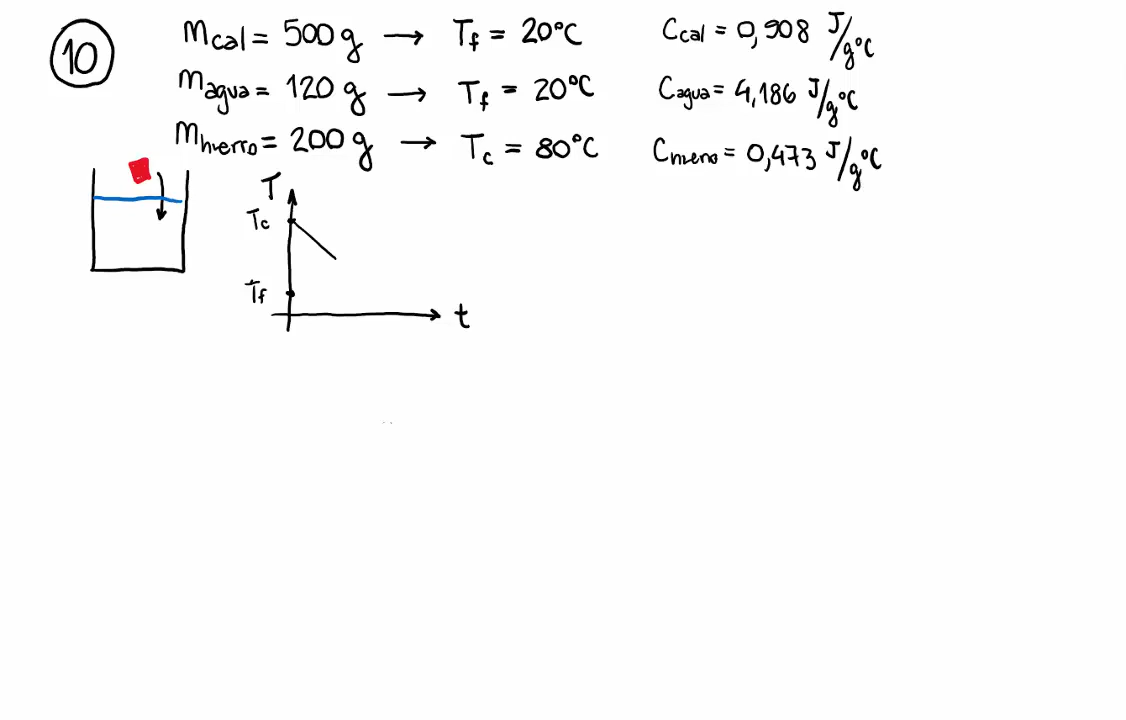 10
mcal = 500 g → Tf = 20°C Ccal = 0,908 J/g°C
magua = 120 g → Tf = 20°C Cagua = 4,186 J/g°C
mhierro = 200 g → Tc = 80°C Chierro = 0,473 J/g°C
T
Tc
Tf
t